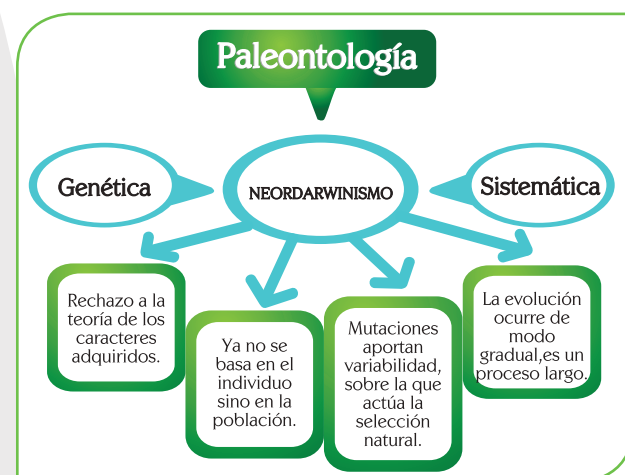 Paleontología
Genética
NEORDARWINISMO
Sistemática
Rechazo a la
teoría de los
caracteres
adquiridos.
Ya no se
basa en el
individuo
sino en la
población.
Mutaciones
aportan
variabilidad,
sobre la que
actúa la
selección
natural.
La evolución
ocurre de
modo
gradual,es un
proceso largo.